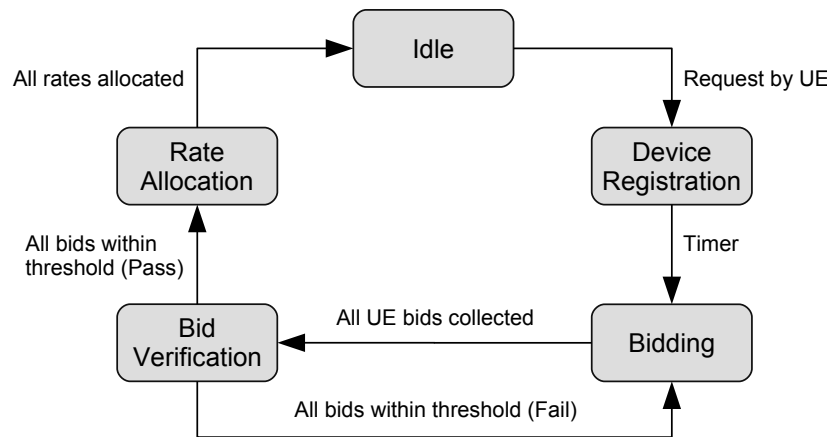 Idle
All rates allocated
Request by UE
Rate
Allocation
Device
Registration
All bids within
threshold (Pass)
Timer
Bid
Verification
All UE bids collected
Bidding
All bids within threshold (Fail)